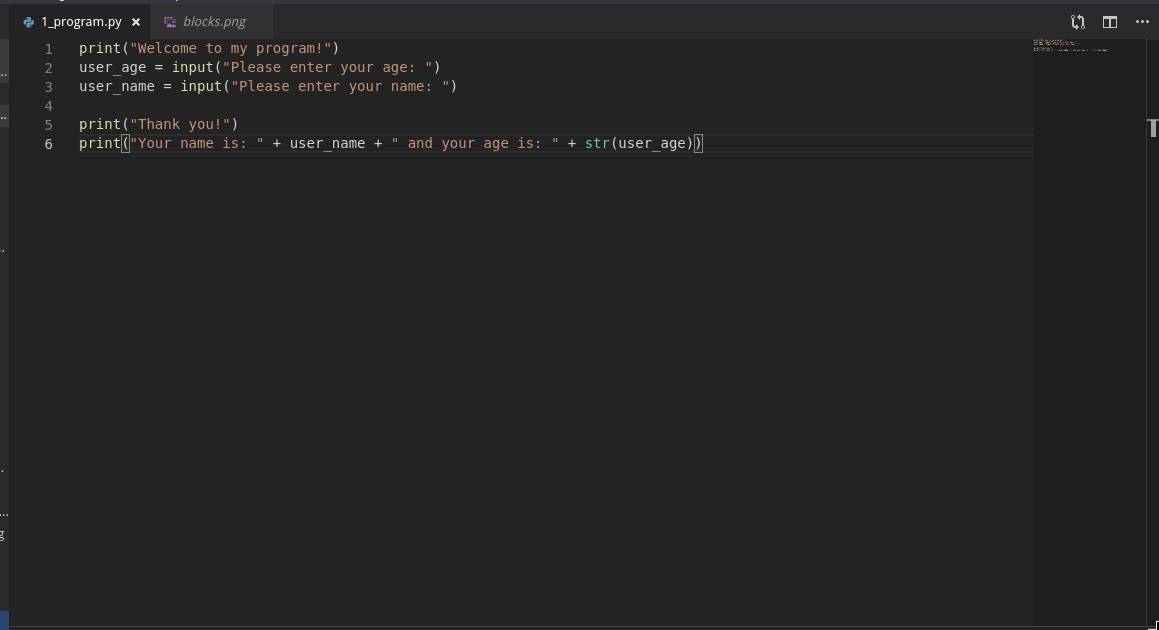 1_program.py × blocks.png ...
1 print("Welcome to my program!")
2 user_age = input("Please enter your age: ")
3 user_name = input("Please enter your name: ")
4
5 print("Thank you!")
6 print("Your name is: " + user_name + " and your age is: " + str(user_age))